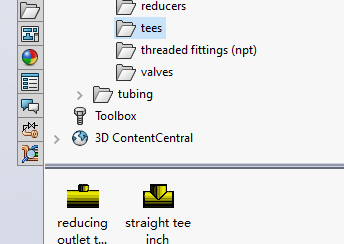 reducers
tees
threaded fittings (npt)
valves
tubing
Toolbox
3D ContentCentral
reducing outlet t...
straight tee inch